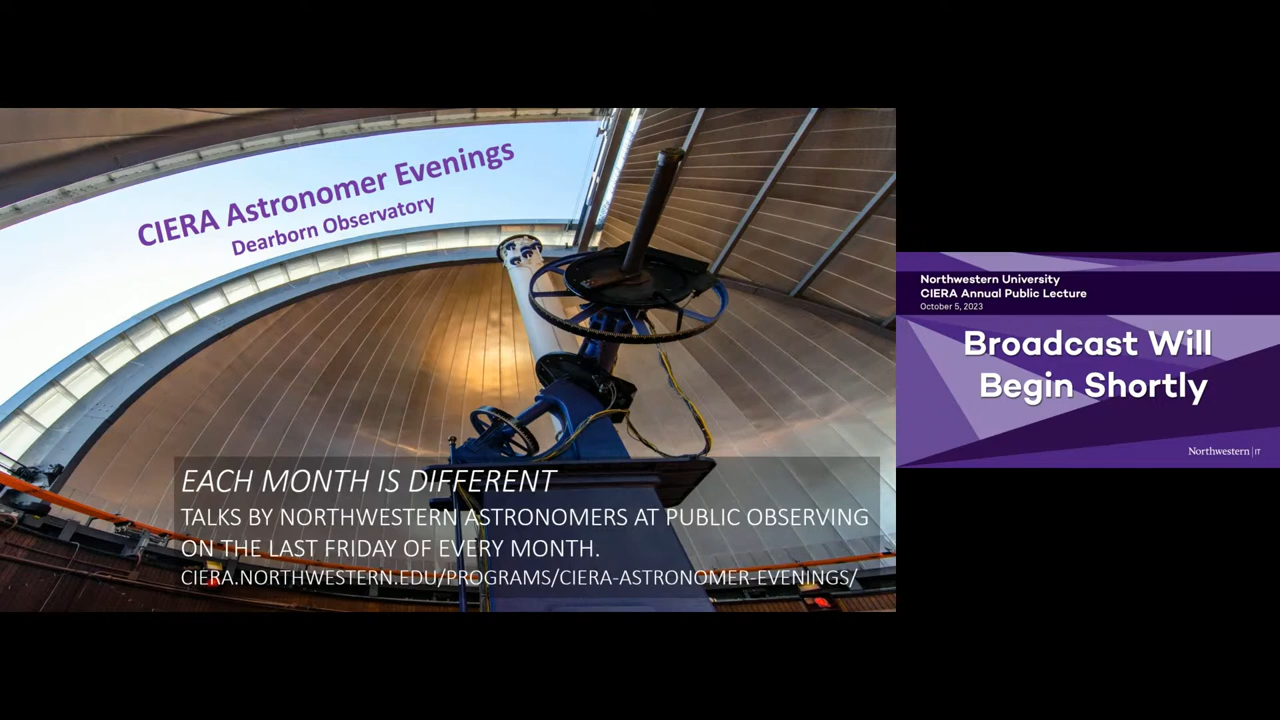 CIERA Astronomer Evenings
Dearborn Observatory
EACH MONTH IS DIFFERENT
TALKS BY NORTHWESTERN ASTRONOMERS AT PUBLIC OBSERVING
ON THE LAST FRIDAY OF EVERY MONTH.
CIERA.NORTHWESTERN.EDU/PROGRAMS/CIERA-ASTRONOMER-EVENINGS/
Northwestern University
CIERA Annual Public Lecture
October 5, 2023
Broadcast Will
Begin Shortly
Northwestern | IT